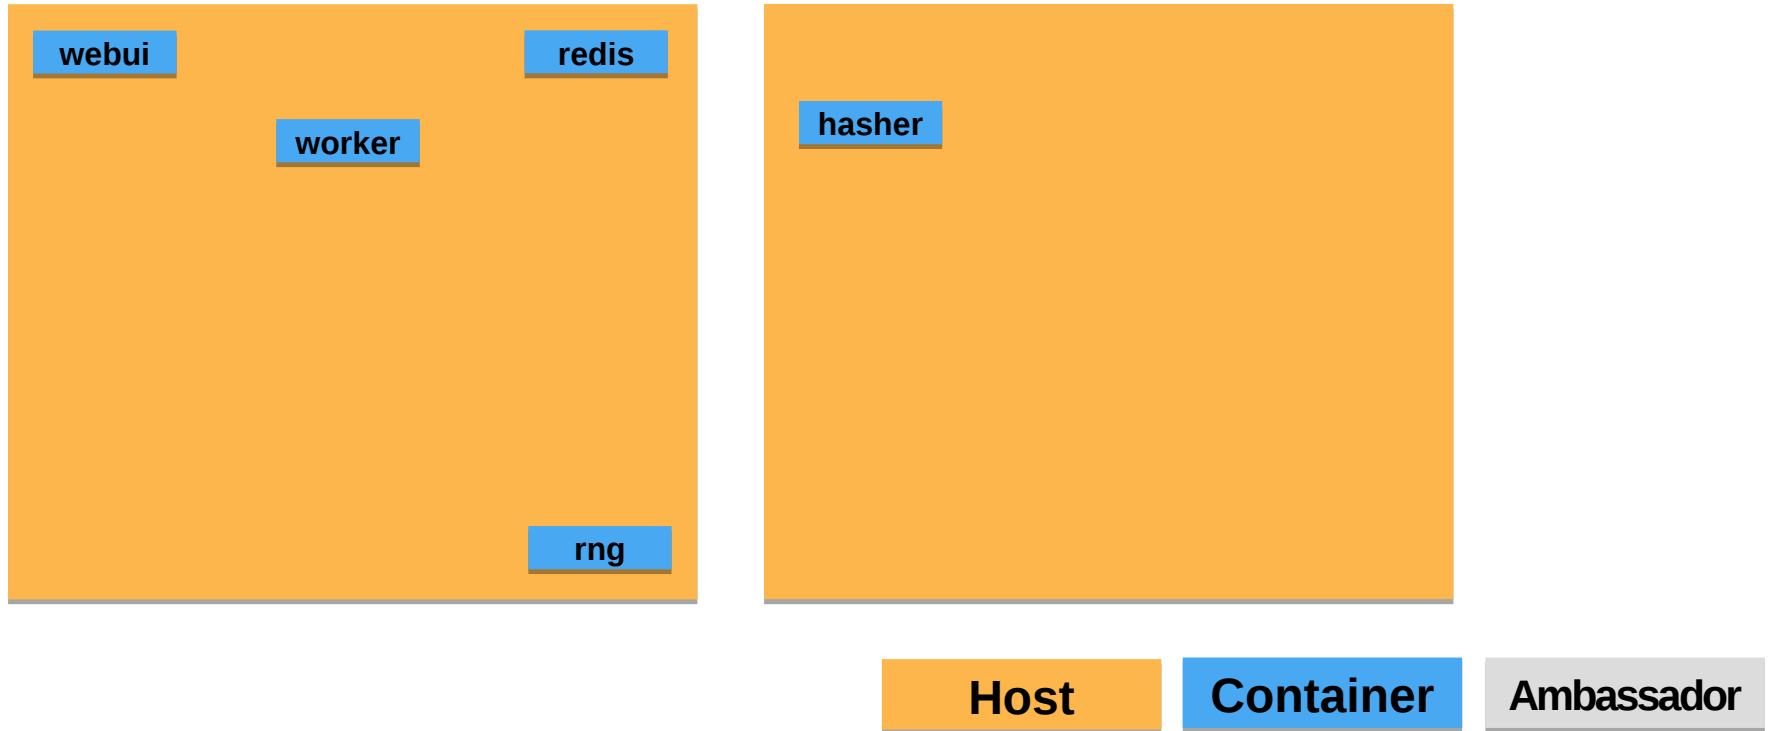 webui
redis
worker
hasher
rng
Host
Container
Ambassador